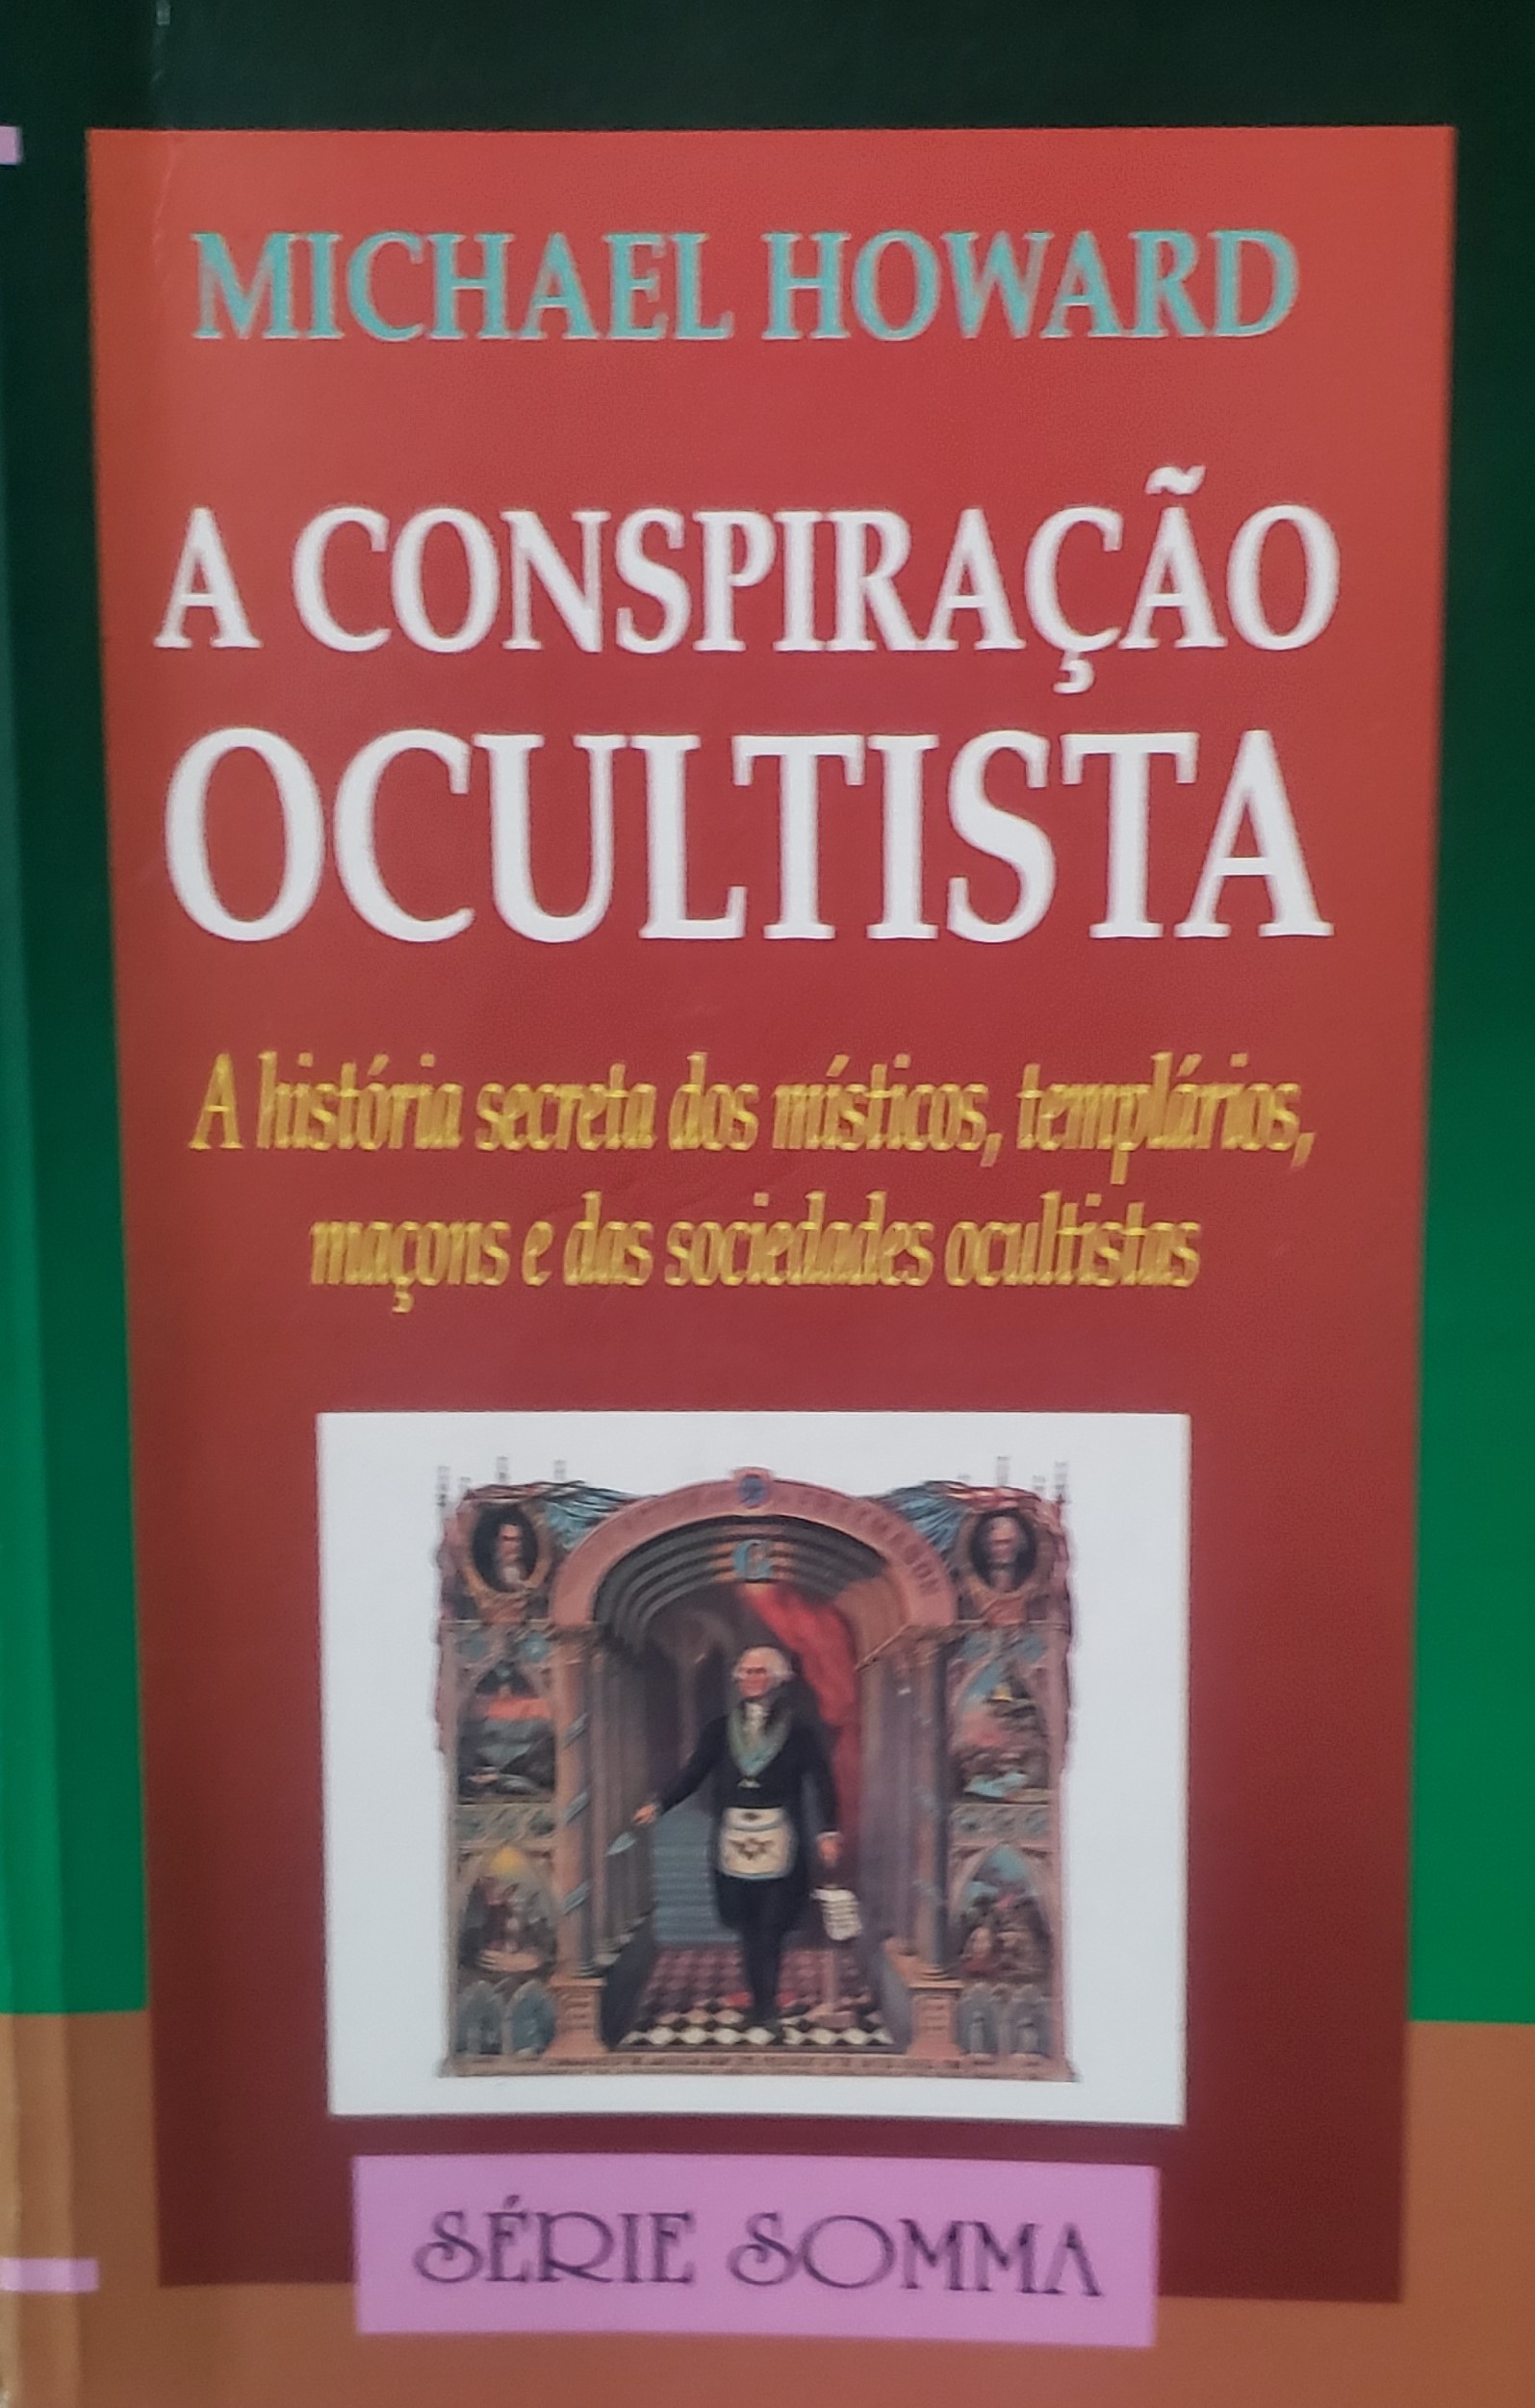 MICHAEL HOWARD
A CONSPIRAÇÃO
OCULTISTA
A história secreta dos místicos, templários,
maçons e das sociedades ocultistas
G
SÉRIE SOMMA